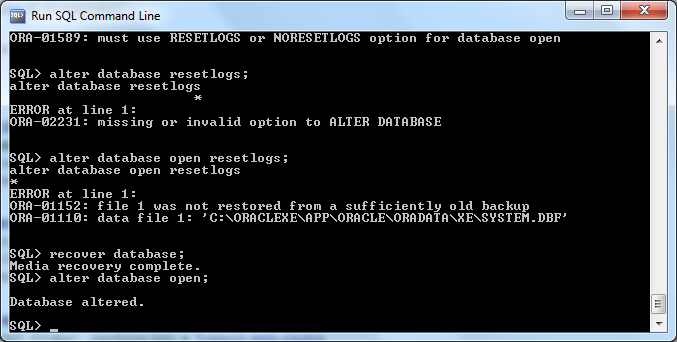 Run SQL Command Line
ORA-01589: must use RESETLOGS or NORESETLOGS option for database open
SQL> alter database resetlogs;
alter database resetlogs
*
ERROR at line 1:
ORA-02231: missing or invalid option to ALTER DATABASE
SQL> alter database open resetlogs;
alter database open resetlogs
*
ERROR at line 1:
ORA-01152: file 1 was not restored from a sufficiently old backup
ORA-01110: data file 1: 'C:\ORACLEXE\APP\ORACLE\ORADATA\XE\SYSTEM.DBF'
SQL> recover database;
Media recovery complete.
SQL> alter database open;
Database altered.
SQL> _